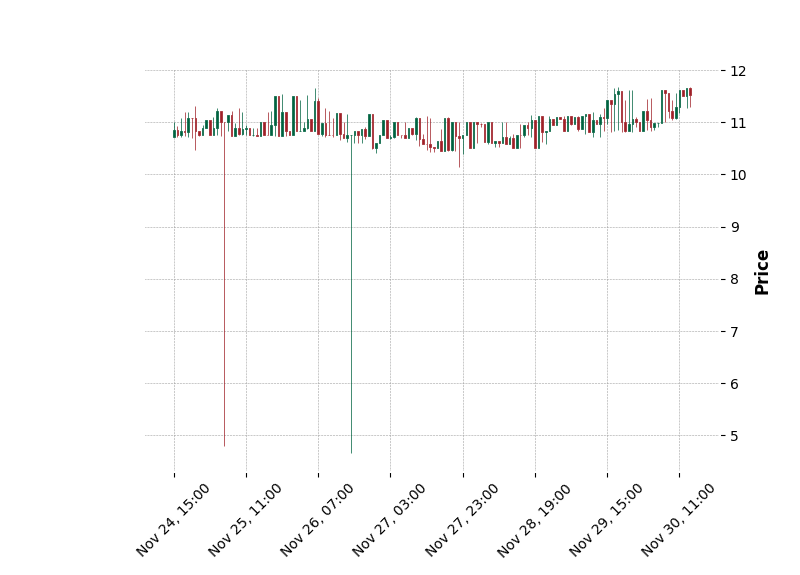 12
11
10
9
8
7
6
5
Price
Nov 24, 15:00
Nov 25, 11:00
Nov 26, 07:00
Nov 27, 03:00
Nov 27, 23:00
Nov 28, 19:00
Nov 29, 15:00
Nov 30, 11:00